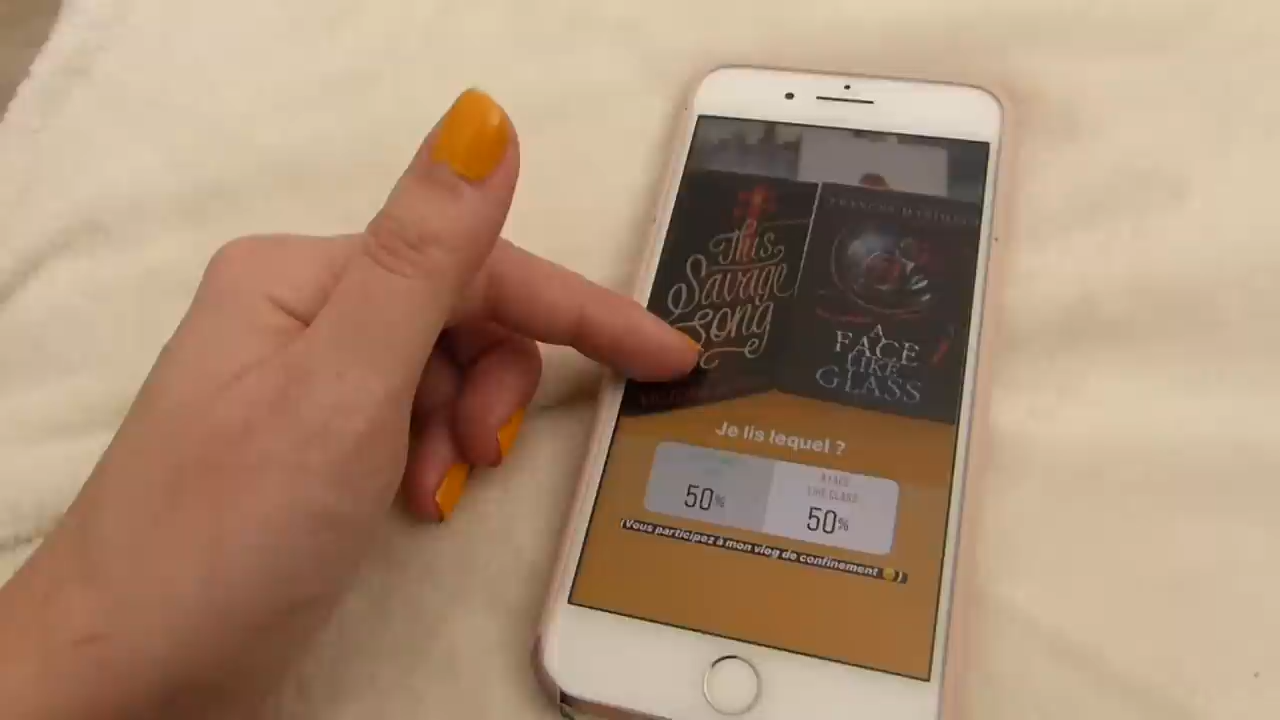 This
Savage
Song
A
FACE
LIKE
GLASS
Je lis lequel ?
50%
A FACE
LIKE GLASS
50%
(Vous participez à mon vlog de confinement 😊)